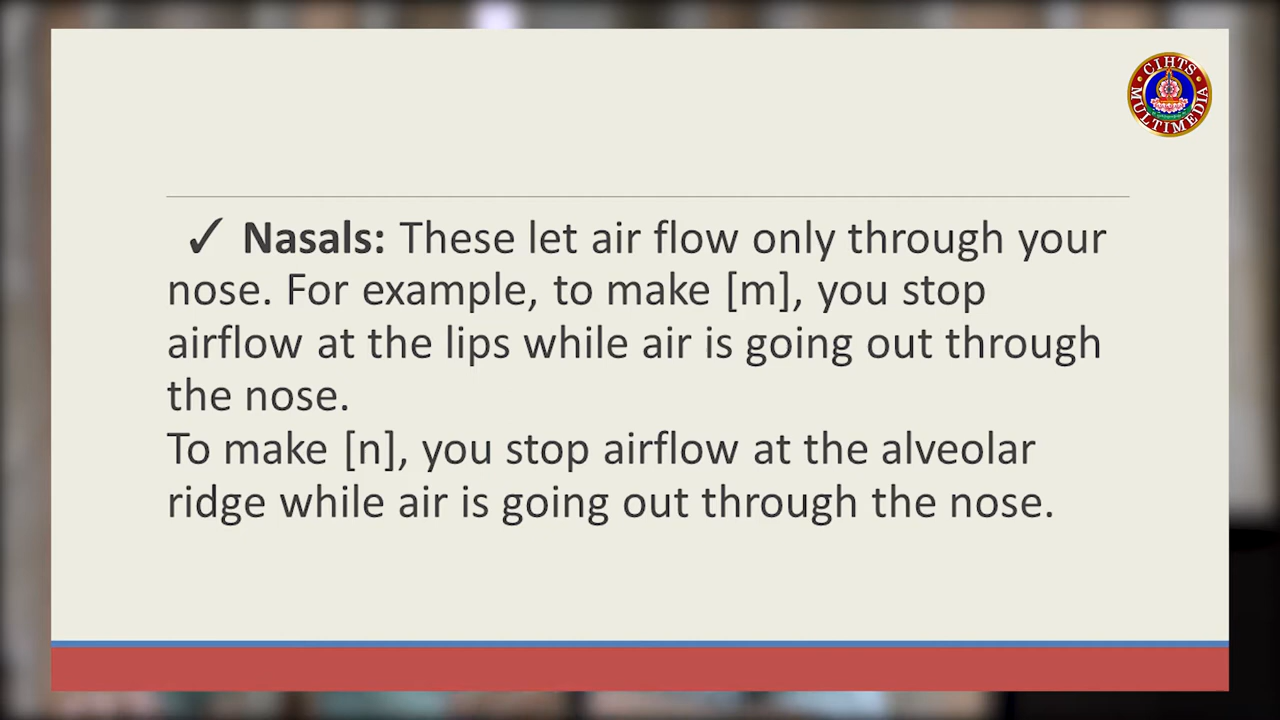 CIHTS
MULTIMEDIA
✓ Nasals: These let air flow only through your
nose. For example, to make [m], you stop
airflow at the lips while air is going out through
the nose.
To make [n], you stop airflow at the alveolar
ridge while air is going out through the nose.